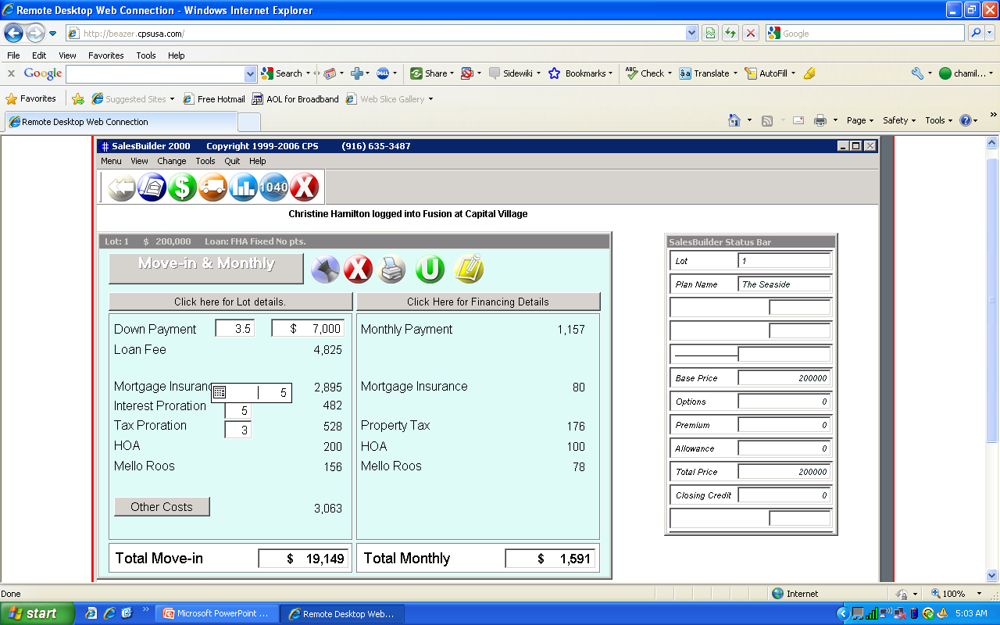 Remote Desktop Web Connection - Windows Internet Explorer
http://beazer.cpsusa.com/
Google
File Edit View Favorites Tools Help
x Google Search Share Sidewiki Bookmarks Check Translate AutoFill chamil...
Favorites Suggested Sites Free Hotmail AOL for Broadband Web Slice Gallery
Remote Desktop Web Connection
Page Safety Tools
SalesBuilder 2000 Copyright 1999-2006 CPS (916) 635-3487
Menu View Change Tools Quit Help
$ 1040 X
Christine Hamilton logged into Fusion at Capital Village
Lot: 1 $ 200,000 Loan: FHA Fixed No pts.
Move-in & Monthly
X U
Click here for Lot details.
Down Payment 3.5 $ 7,000
Loan Fee 4,825
Mortgage Insuranc 2,895
5
Interest Proration 5 482
Tax Proration 3 528
HOA 200
Mello Roos 156
Other Costs 3,063
Total Move-in $ 19,149
Click Here for Financing Details
Monthly Payment 1,157
Mortgage Insurance 80
Property Tax 176
HOA 100
Mello Roos 78
Total Monthly $ 1,591
SalesBuilder Status Bar
Lot 1
Plan Name The Seaside
Base Price 200000
Options 0
Premium 0
Allowance 0
Total Price 200000
Closing Credit 0
Done Internet 100%
start Microsoft PowerPoint ... Remote Desktop Web... 5:03 AM